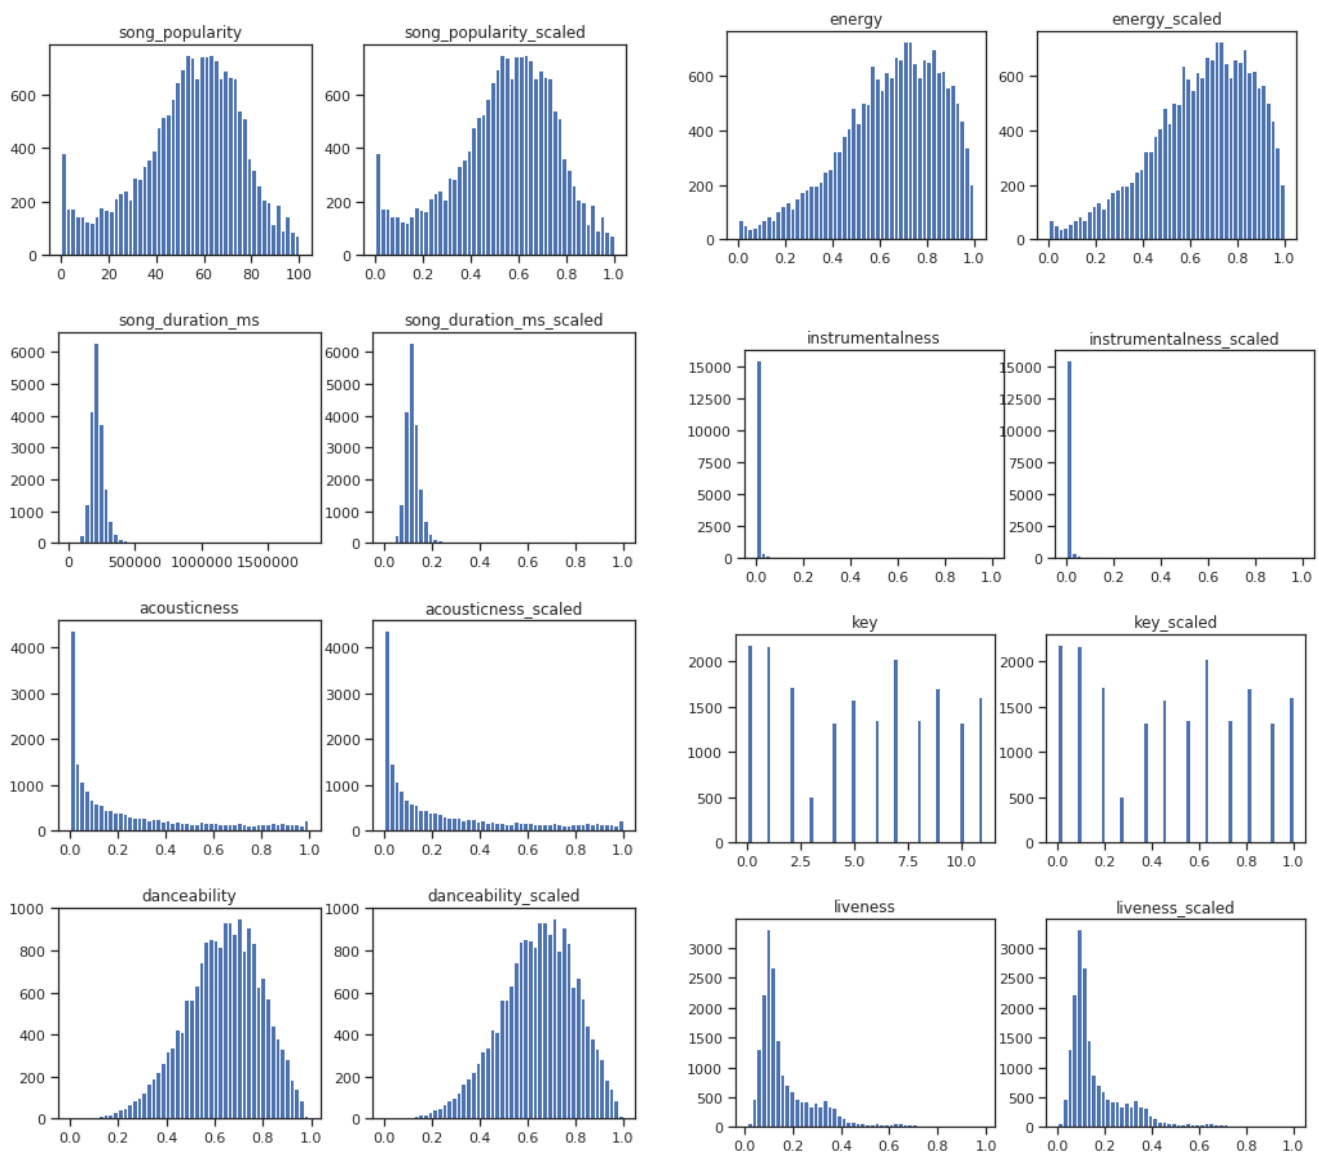 song_popularity
600
400
200
0
0 20 40 60 80 100
song_popularity_scaled
600
400
200
0
0.0 0.2 0.4 0.6 0.8 1.0
energy
600
400
200
0
0.0 0.2 0.4 0.6 0.8 1.0
energy_scaled
600
400
200
0
0.0 0.2 0.4 0.6 0.8 1.0
song_duration_ms
6000
5000
4000
3000
2000
1000
0
0 500000 1000000 1500000
song_duration_ms_scaled
6000
5000
4000
3000
2000
1000
0
0.0 0.2 0.4 0.6 0.8 1.0
instrumentalness
15000
12500
10000
7500
5000
2500
0
0.0 0.2 0.4 0.6 0.8 1.0
instrumentalness_scaled
15000
12500
10000
7500
5000
2500
0
0.0 0.2 0.4 0.6 0.8 1.0
acousticness
4000
3000
2000
1000
0
0.0 0.2 0.4 0.6 0.8 1.0
acousticness_scaled
4000
3000
2000
1000
0
0.0 0.2 0.4 0.6 0.8 1.0
key
2000
1500
1000
500
0
0.0 2.5 5.0 7.5 10.0
key_scaled
2000
1500
1000
500
0
0.0 0.2 0.4 0.6 0.8 1.0
danceability
1000
800
600
400
200
0
0.0 0.2 0.4 0.6 0.8 1.0
danceability_scaled
1000
800
600
400
200
0
0.0 0.2 0.4 0.6 0.8 1.0
liveness
3000
2500
2000
1500
1000
500
0
0.0 0.2 0.4 0.6 0.8 1.0
liveness_scaled
3000
2500
2000
1500
1000
500
0
0.0 0.2 0.4 0.6 0.8 1.0